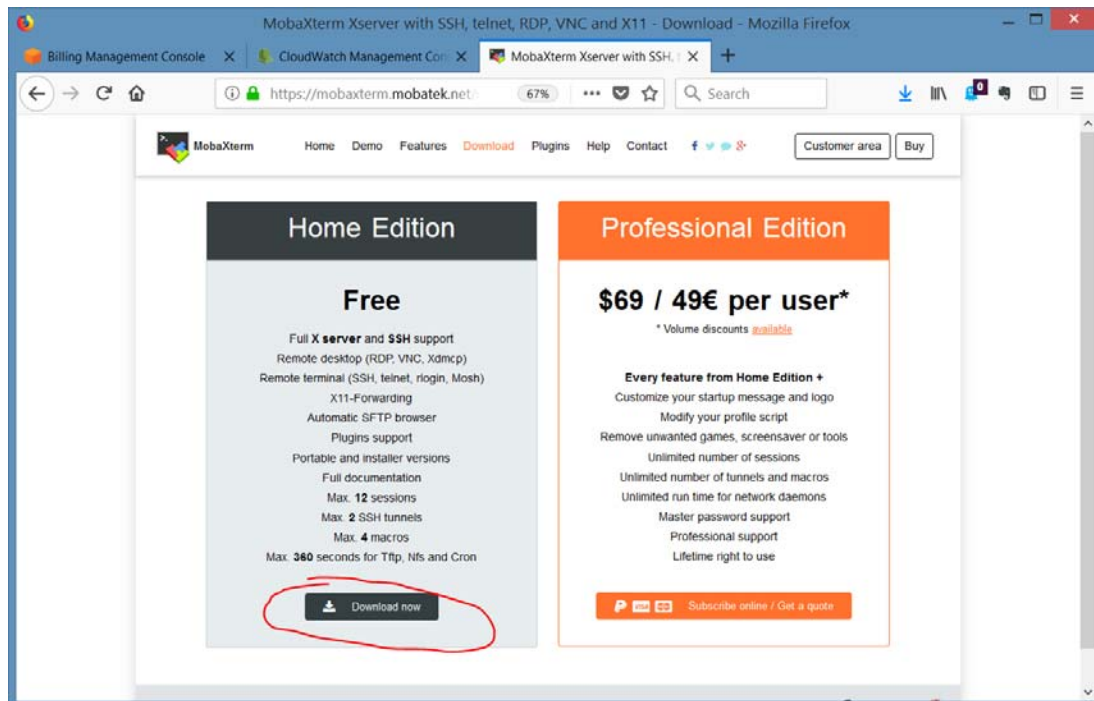 MobaXterm Xserver with SSH, telnet, RDP, VNC and X11 - Download - Mozilla Firefox
Billing Management Console
CloudWatch Management Con
MobaXterm Xserver with SSH,
https://mobaxterm.mobatek.net/
67%
Search
0
MobaXterm
Home Demo Features Download Plugins Help Contact
Customer area
Buy
Home Edition
Free
Full X server and SSH support
Remote desktop (RDP, VNC, Xdmcp)
Remote terminal (SSH, telnet, rlogin, Mosh)
X11-Forwarding
Automatic SFTP browser
Plugins support
Portable and installer versions
Full documentation
Max. 12 sessions
Max. 2 SSH tunnels
Max. 4 macros
Max. 360 seconds for Tftp, Nfs and Cron
Download now
Professional Edition
$69 / 49€ per user*
* Volume discounts available
Every feature from Home Edition +
Customize your startup message and logo
Modify your profile script
Remove unwanted games, screensaver or tools
Unlimited number of sessions
Unlimited number of tunnels and macros
Unlimited run time for network daemons
Master password support
Professional support
Lifetime right to use
VISA
Subscribe online / Get a quote